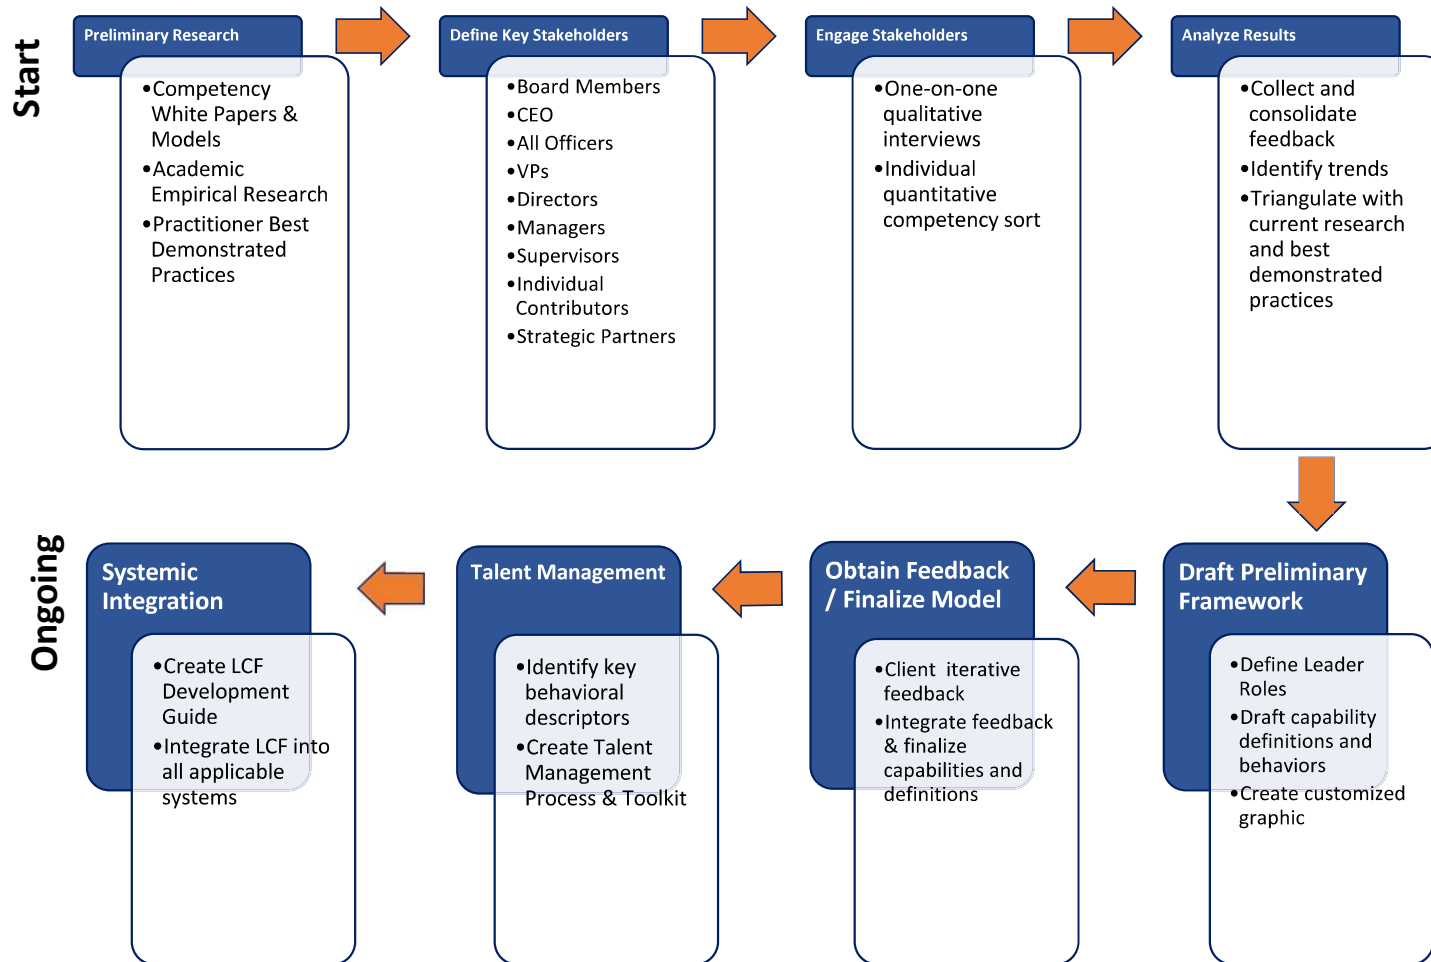 Start
Preliminary Research
•Competency
White Papers &
Models
•Academic
Empirical Research
•Practitioner Best
Demonstrated
Practices
Define Key Stakeholders
•Board Members
•CEO
•All Officers
•VPs
•Directors
•Managers
•Supervisors
•Individual
Contributors
•Strategic Partners
Engage Stakeholders
•One-on-one
qualitative
interviews
•Individual
quantitative
competency sort
Analyze Results
•Collect and
consolidate
feedback
•Identify trends
•Triangulate with
current research
and best
demonstrated
practices
Ongoing
Systemic
Integration
•Create LCF
Development
Guide
•Integrate LCF into
all applicable
systems
Talent Management
•Identify key
behavioral
descriptors
•Create Talent
Management
Process & Toolkit
Obtain Feedback
/ Finalize Model
•Client iterative
feedback
•Integrate feedback
& finalize
capabilities and
definitions
Draft Preliminary
Framework
•Define Leader
Roles
•Draft capability
definitions and
behaviors
•Create customized
graphic